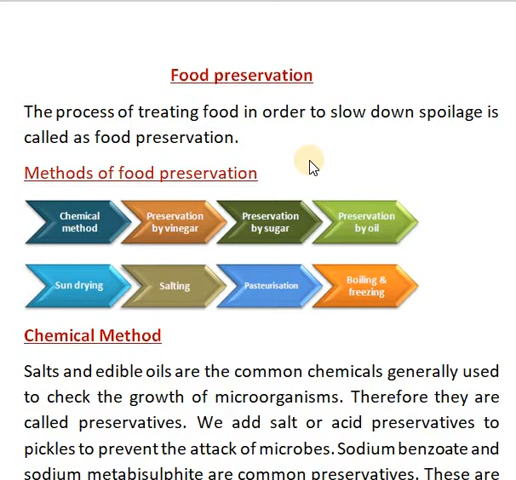 Food preservation
The process of treating food in order to slow down spoilage is
called as food preservation.
Methods of food preservation
Chemical method
Preservation by vinegar
Preservation by sugar
Preservation by oil
Sun drying
Salting
Pasteurisation
Boiling & freezing
Chemical Method
Salts and edible oils are the common chemicals generally used
to check the growth of microorganisms. Therefore they are
called preservatives. We add salt or acid preservatives to
pickles to prevent the attack of microbes. Sodium benzoate and
sodium metabisulphite are common preservatives. These are